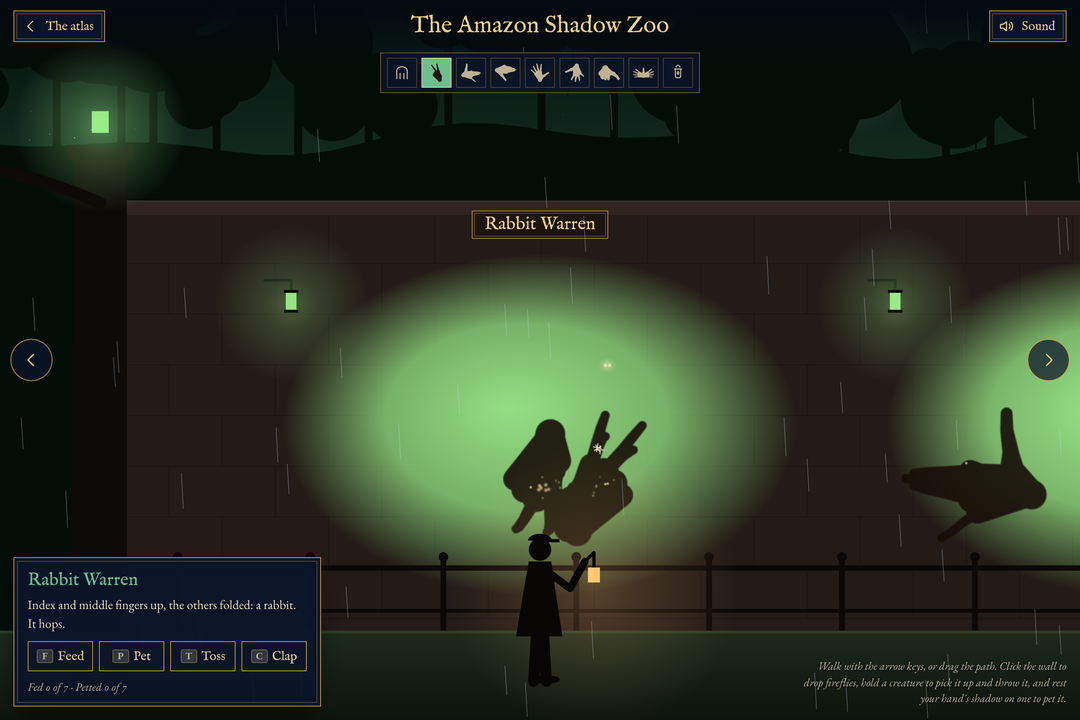 The atlas
The Amazon Shadow Zoo
Sound
Rabbit Warren
Rabbit Warren
Index and middle fingers up, the others folded: a rabbit.
It hops.
F Feed
P Pet
T Toss
C Clap
Fed 0 of 7 · Petted 0 of 7
Walk with the arrow keys, or drag the path. Click the wall to
drop fireflies, hold a creature to pick it up and throw it, and rest
your hand's shadow on one to pet it.